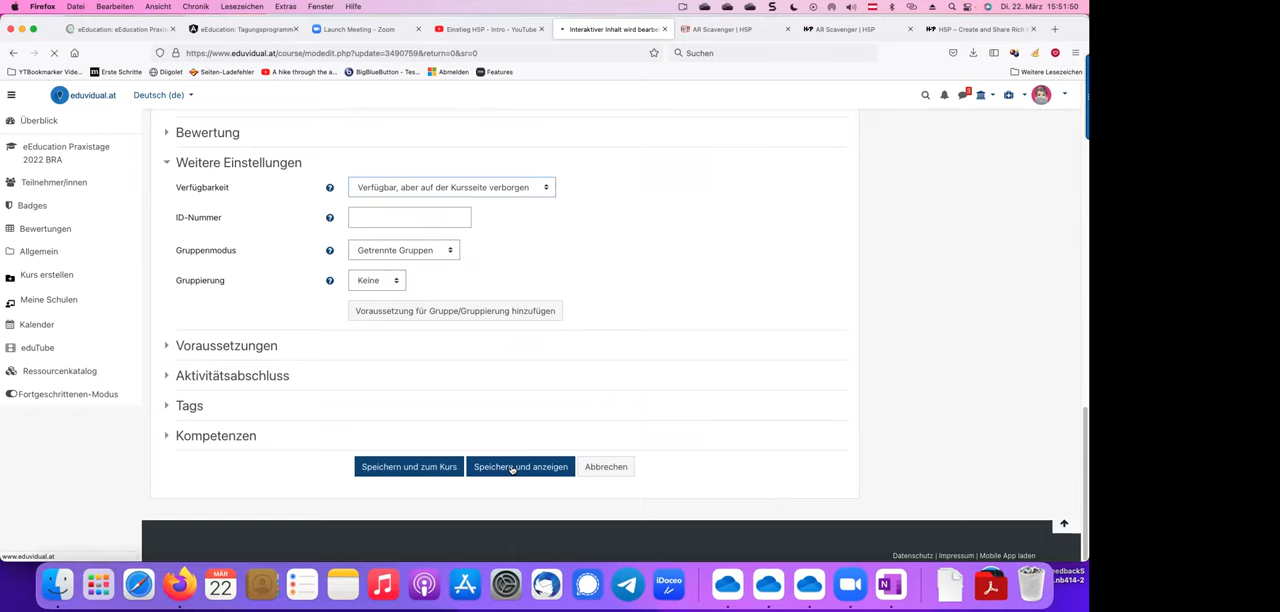 Firefox Datei Bearbeiten Ansicht Chronik Lesezeichen Extras Fenster Hilfe Di. 22. März 15:51:50
eEducation: eEducation Praxis eEducation: Tagungsprogramm Launch Meeting - Zoom Einstieg H5P - Intro - YouTube Interaktiver Inhalt wird bearbe AR Scavenger | H5P AR Scavenger | H5P H5P – Create and Share Rich
https://www.eduvidual.at/course/modedit.php?update=3490759&return=0&sr=0 Suchen
YTBookmarker Vide... Erste Schritte Diigolet Seiten-Ladefehler A hike through the a... BigBlueButton - Tes... Abmelden Features Weitere Lesezeichen
eduvidual.at Deutsch (de)
Überblick
eEducation Praxistage
2022 BRA
Teilnehmer/innen
Badges
Bewertungen
Allgemein
Kurs erstellen
Meine Schulen
Kalender
eduTube
Ressourcenkatalog
Fortgeschrittenen-Modus
Bewertung
Weitere Einstellungen
Verfügbarkeit Verfügbar, aber auf der Kursseite verborgen
ID-Nummer
Gruppenmodus Getrennte Gruppen
Gruppierung Keine
Voraussetzung für Gruppe/Gruppierung hinzufügen
Voraussetzungen
Aktivitätsabschluss
Tags
Kompetenzen
Speichern und zum Kurs Speichern und anzeigen Abbrechen
Datenschutz | Impressum | Mobile App laden
www.eduvidual.at
MÄR
22
iDoceo